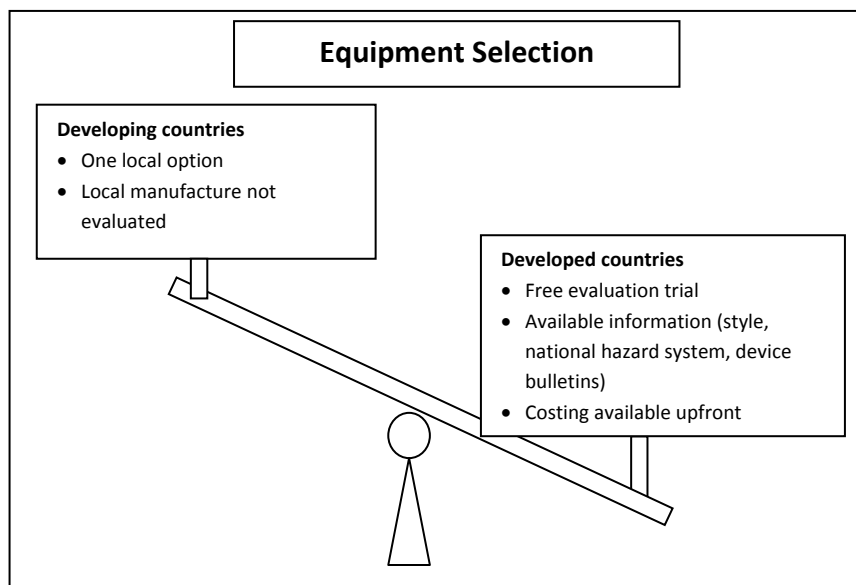 Equipment Selection
Developing countries
• One local option
• Local manufacture not
evaluated
Developed countries
• Free evaluation trial
• Available information (style,
national hazard system, device
bulletins)
• Costing available upfront